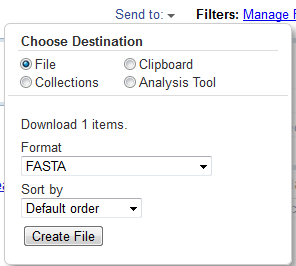 Send to: Filters: Manage F
Choose Destination
File Clipboard
Collections Analysis Tool
Download 1 items.
Format
FASTA
Sort by
Default order
Create File